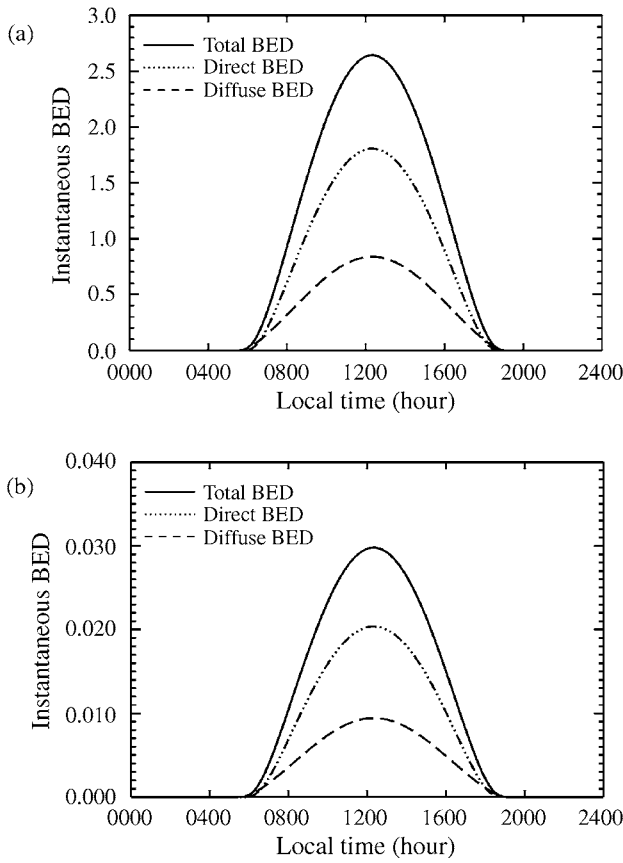 (a)
3.0
2.5
2.0
1.5
1.0
0.5
0.0
Instantaneous BED
Total BED
Direct BED
Diffuse BED
0000 0400 0800 1200 1600 2000 2400
Local time (hour)
(b)
0.040
0.030
0.020
0.010
0.000
Instantaneous BED
Total BED
Direct BED
Diffuse BED
0000 0400 0800 1200 1600 2000 2400
Local time (hour)